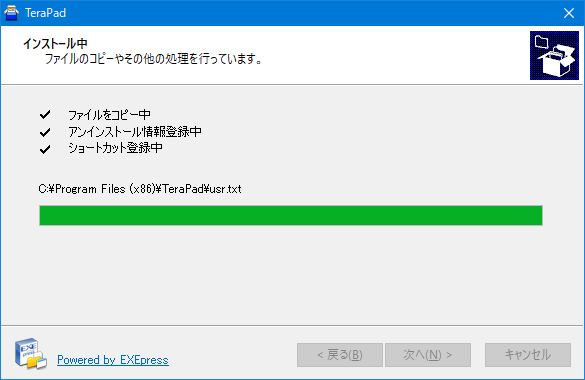 TeraPad
インストール中
ファイルのコピーやその他の処理を行っています。
ファイルをコピー中
アンインストール情報登録中
ショートカット登録中
C:¥Program Files (x86)¥TeraPad¥usr.txt
EXE
Powered by EXEpress
< 戻る(B)
次へ(N) >
キャンセル